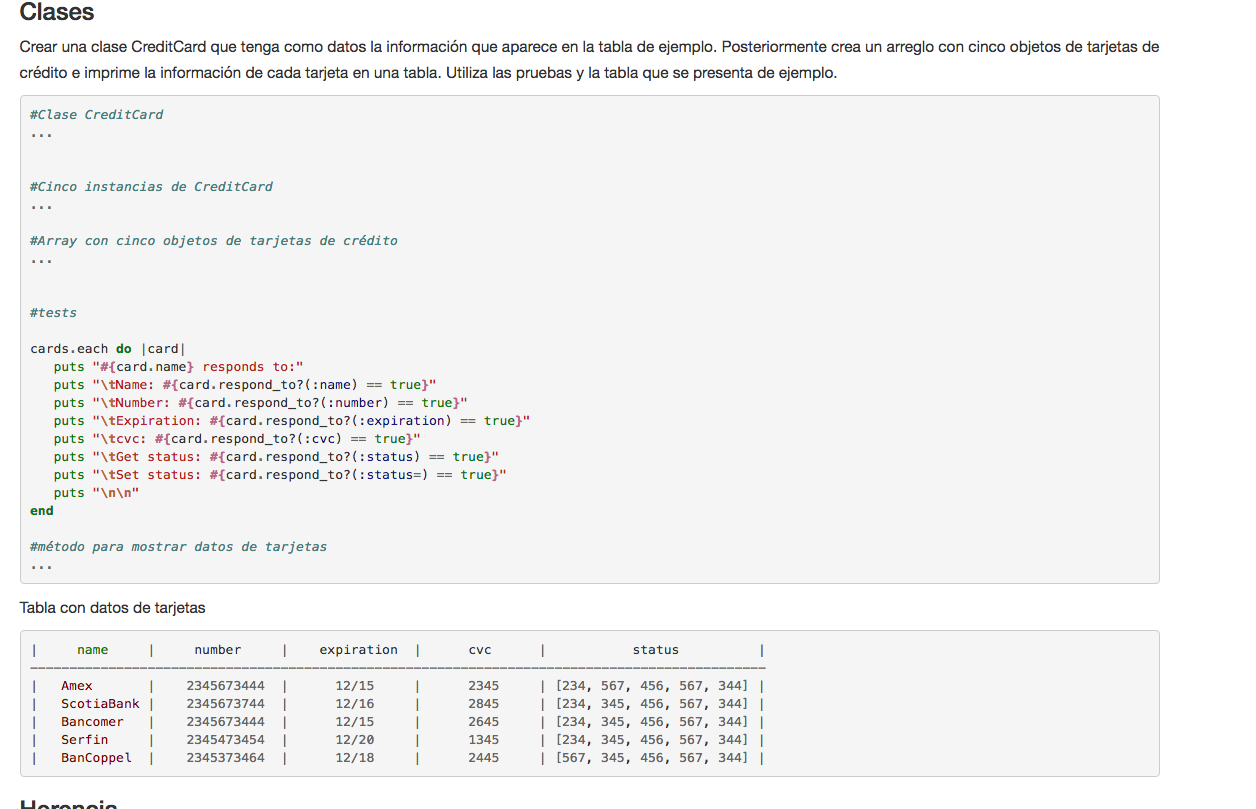 Clases
Crear una clase CreditCard que tenga como datos la información que aparece en la tabla de ejemplo. Posteriormente crea un arreglo con cinco objetos de tarjetas de
crédito e imprime la información de cada tarjeta en una tabla. Utiliza las pruebas y la tabla que se presenta de ejemplo.
#Clase CreditCard
...
#Cinco instancias de CreditCard
...
#Array con cinco objetos de tarjetas de crédito
...
#tests
cards.each do |card|
   puts "#{card.name} responds to:"
   puts "\tName: #{card.respond_to?(:name) == true}"
   puts "\tNumber: #{card.respond_to?(:number) == true}"
   puts "\tExpiration: #{card.respond_to?(:expiration) == true}"
   puts "\tcvc: #{card.respond_to?(:cvc) == true}"
   puts "\tGet status: #{card.respond_to?(:status) == true}"
   puts "\tSet status: #{card.respond_to?(:status=) == true}"
   puts "\n\n"
end
#método para mostrar datos de tarjetas
...
Tabla con datos de tarjetas
|     name     |     number     |    expiration  |      cvc      |           status          |
|   Amex       |    2345673444  |      12/15     |      2345     | [234, 567, 456, 567, 344] |
|   ScotiaBank |    2345673744  |      12/16     |      2845     | [234, 345, 456, 567, 344] |
|   Bancomer   |    2345673444  |      12/15     |      2645     | [234, 345, 456, 567, 344] |
|   Serfin     |    2345473454  |      12/20     |      1345     | [234, 345, 456, 567, 344] |
|   BanCoppel  |    2345373464  |      12/18     |      2445     | [567, 345, 456, 567, 344] |
Herencia